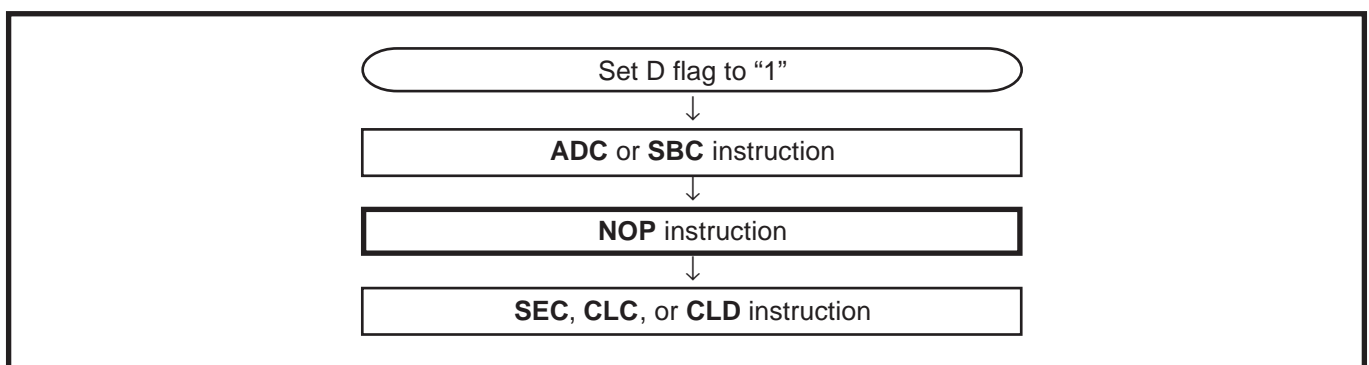 Set D flag to “1”
ADC or SBC instruction
NOP instruction
SEC, CLC, or CLD instruction